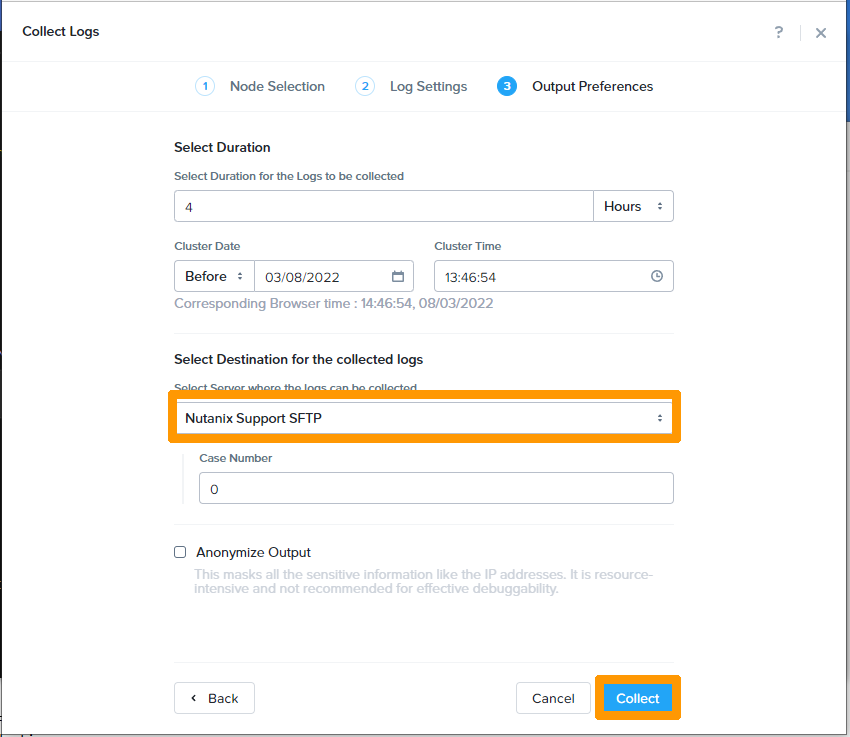 Collect Logs
?
1 Node Selection 2 Log Settings 3 Output Preferences
Select Duration
Select Duration for the Logs to be collected
4 Hours
Cluster Date Cluster Time
Before 03/08/2022 13:46:54
Corresponding Browser time : 14:46:54, 08/03/2022
Select Destination for the collected logs
Select Server where the logs can be collected
Nutanix Support SFTP
Case Number
0
Anonymize Output
This masks all the sensitive information like the IP addresses. It is resource-
intensive and not recommended for effective debuggability.
Back Cancel Collect